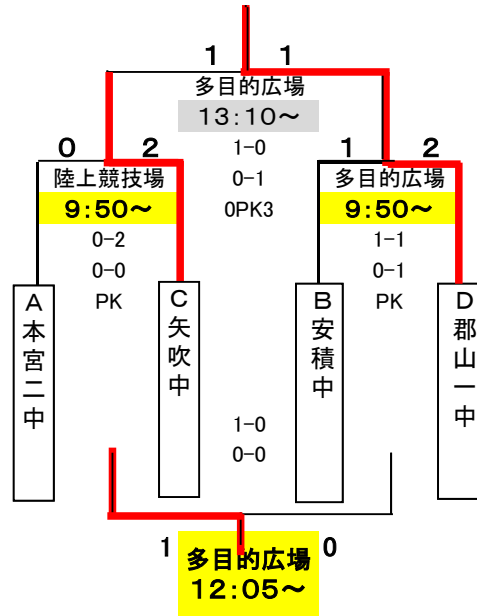 1 1
多目的広場
13:10～
1-0
0-1
0PK3
0 2
陸上競技場
9:50～
0-2
0-0
PK
1 2
多目的広場
9:50～
1-1
0-1
PK
A本宮二中
C矢吹中
B安積中
D郡山一中
1-0
0-0
1 0
多目的広場
12:05～